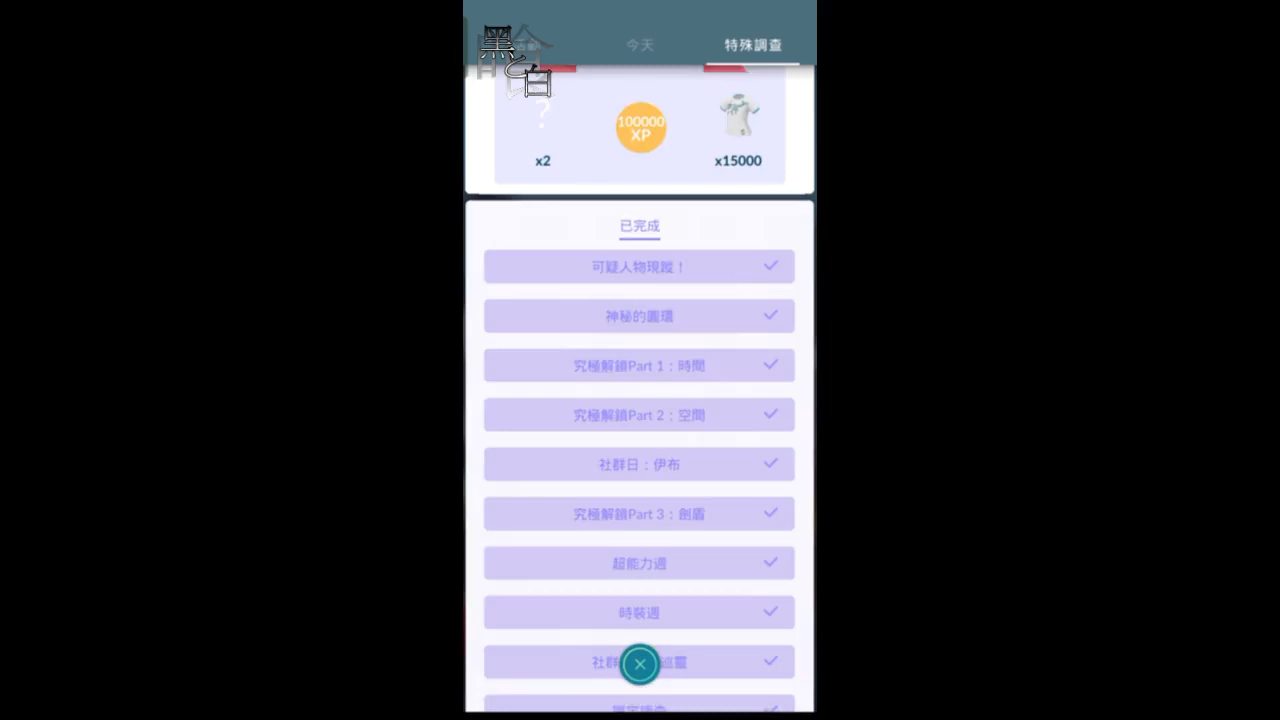 黑
白
今天
特殊調查
?
100000
XP
x2
x15000
已完成
可疑人物現蹤！
神秘的圓環
究極解鎖Part 1：時間
究極解鎖Part 2：空間
社群日：伊布
究極解鎖Part 3：劍盾
超能力週
時裝週
社群